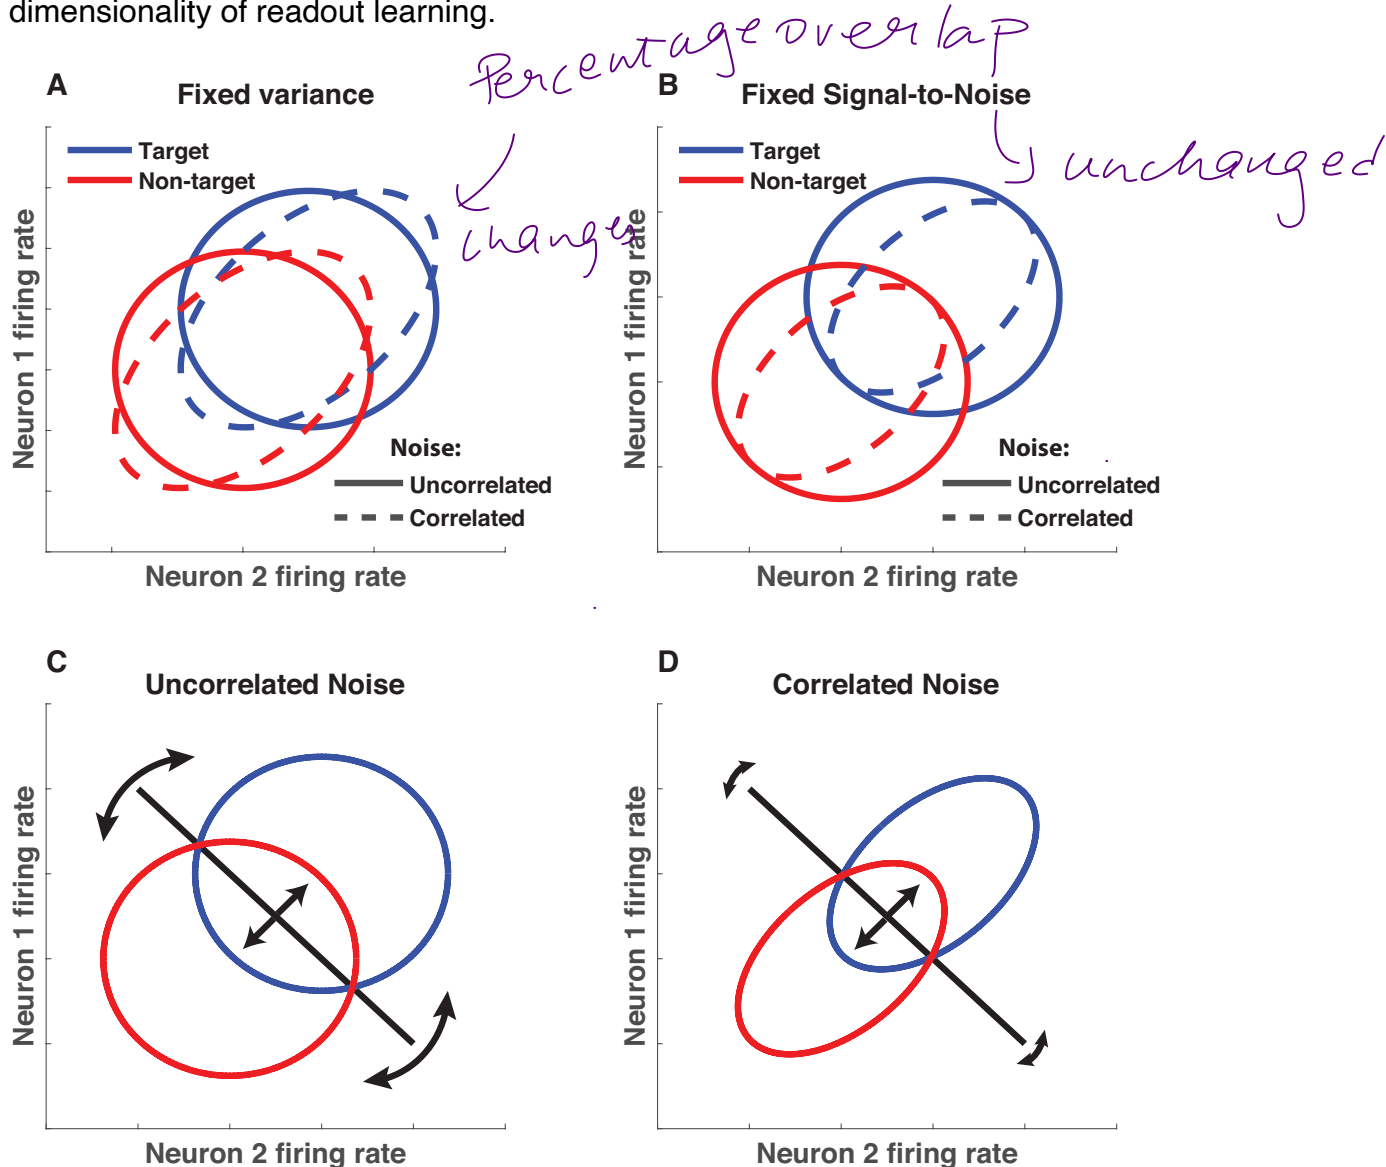 dimensionality of readout learning.
Percentage overlap
A
Fixed variance
Target
Non-target
changes
Neuron 1 firing rate
Noise:
Uncorrelated
Correlated
Neuron 2 firing rate
B
Fixed Signal-to-Noise
Target
Non-target
unchanged
Neuron 1 firing rate
Noise:
Uncorrelated
Correlated
Neuron 2 firing rate
C
Uncorrelated Noise
Neuron 1 firing rate
Neuron 2 firing rate
D
Correlated Noise
Neuron 1 firing rate
Neuron 2 firing rate